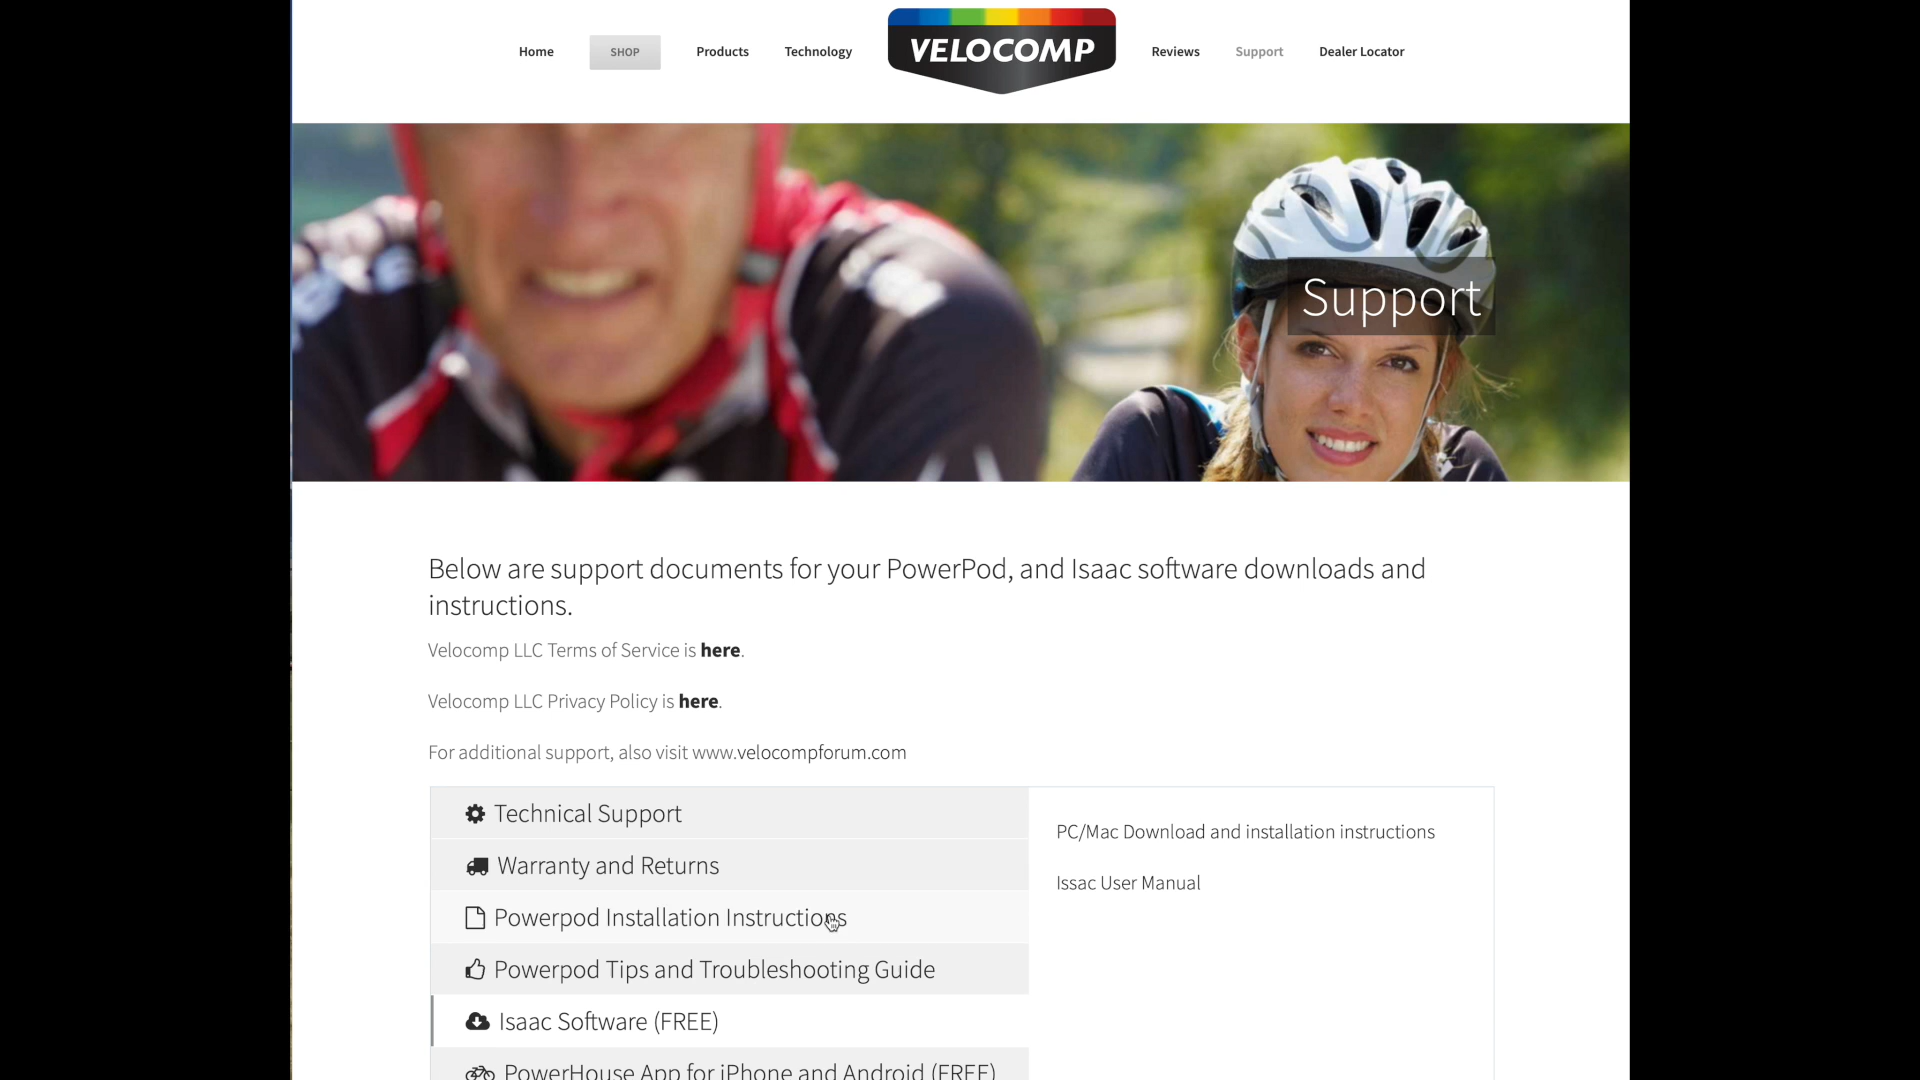 Home SHOP Products Technology VELOCOMP Reviews Support Dealer Locator
Support
Below are support documents for your PowerPod, and Isaac software downloads and
instructions.
Velocomp LLC Terms of Service is here.
Velocomp LLC Privacy Policy is here.
For additional support, also visit www.velocompforum.com
Technical Support
Warranty and Returns
Powerpod Installation Instructions
Powerpod Tips and Troubleshooting Guide
Isaac Software (FREE)
PowerHouse App for iPhone and Android (FREE)
PC/Mac Download and installation instructions
Issac User Manual